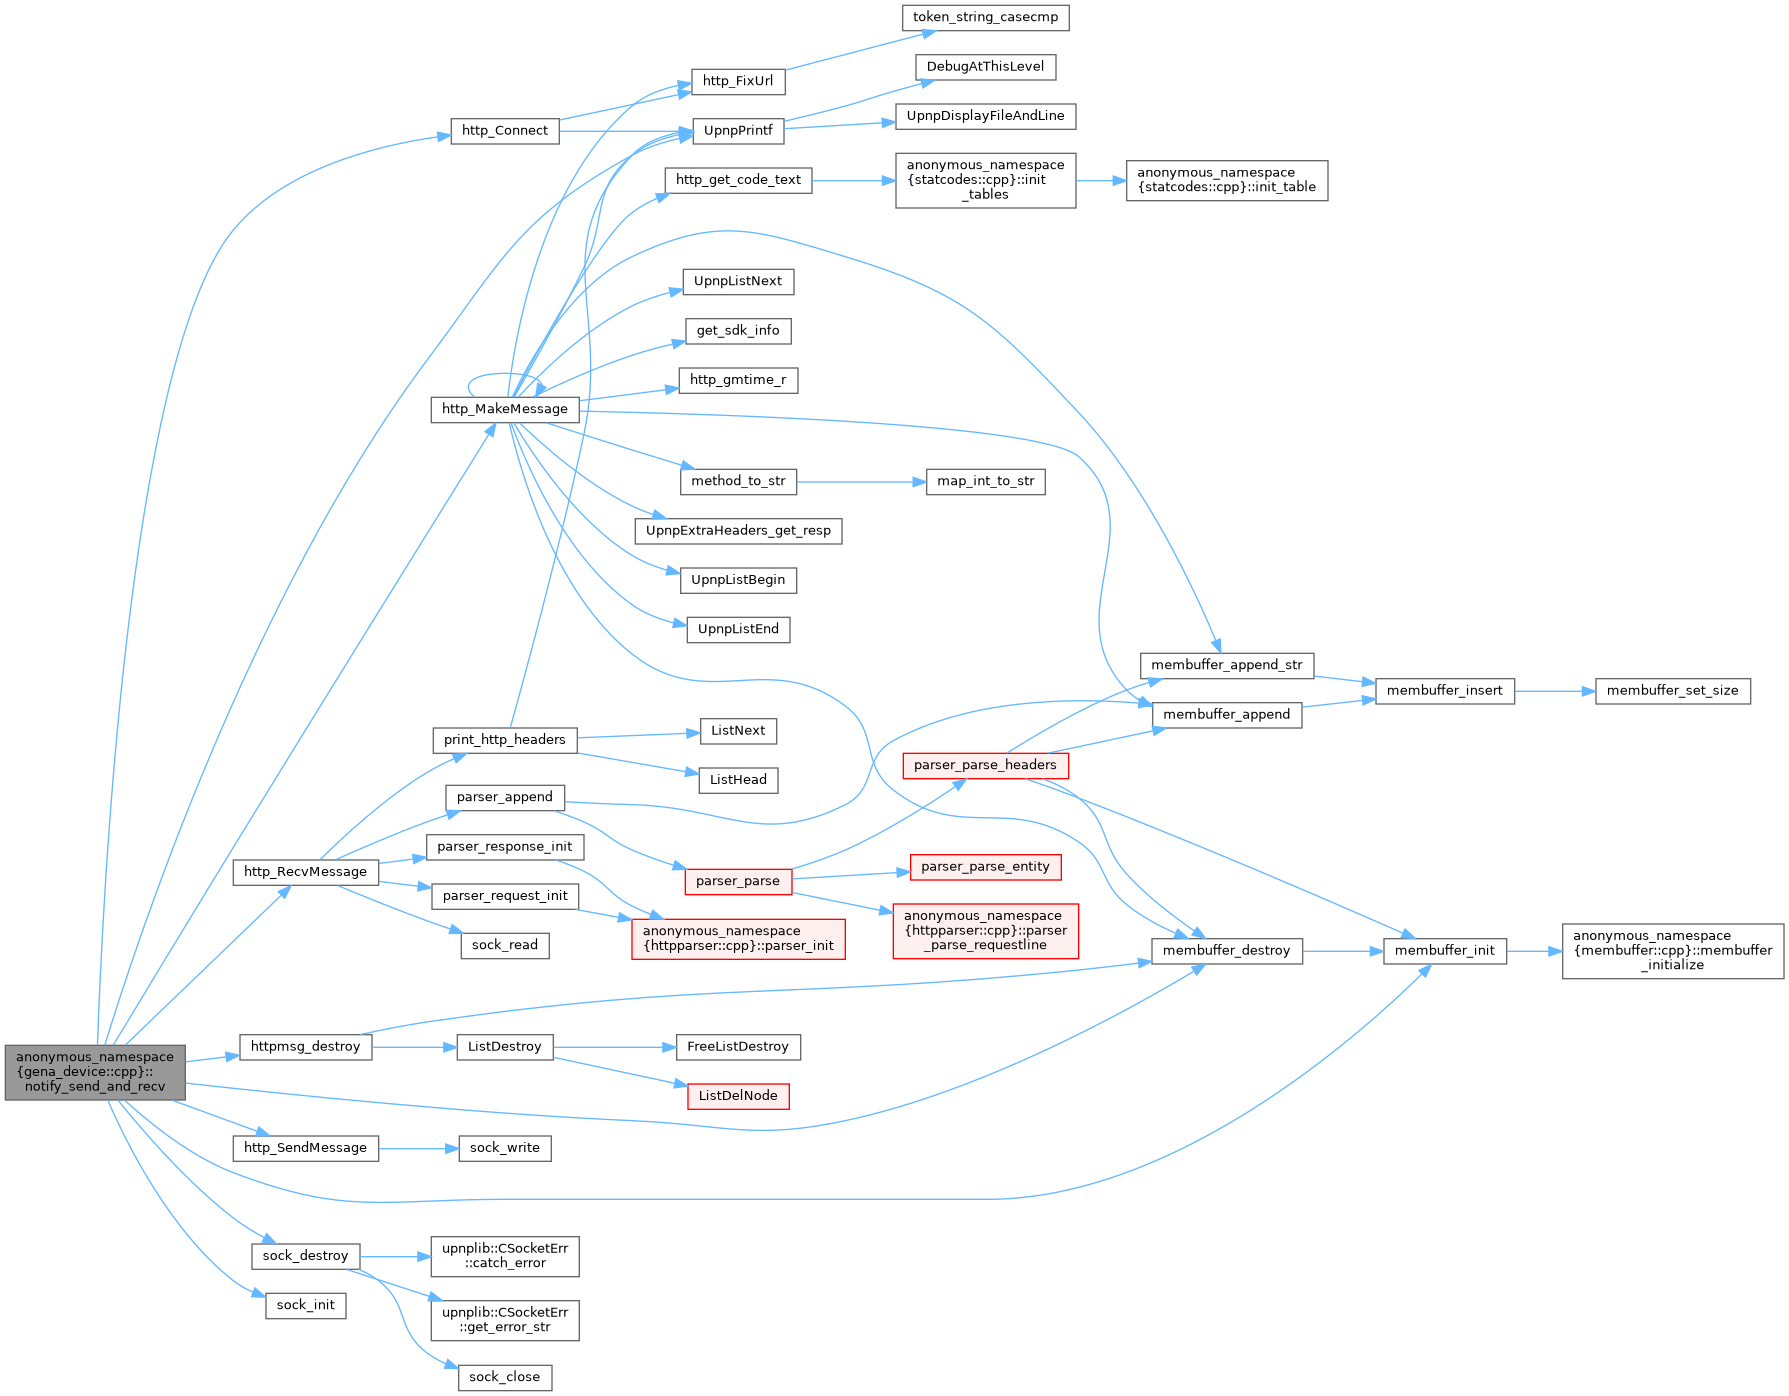 token_string_casecmp
DebugAtThisLevel
http_FixUrl
UpnpDisplayFileAndLine
http_Connect
UpnpPrintf
http_get_code_text
anonymous_namespace
{statcodes::cpp}::init
_tables
anonymous_namespace
{statcodes::cpp}::init_table
UpnpListNext
get_sdk_info
http_gmtime_r
http_MakeMessage
method_to_str
map_int_to_str
UpnpExtraHeaders_get_resp
UpnpListBegin
UpnpListEnd
membuffer_append_str
membuffer_insert
membuffer_set_size
membuffer_append
print_http_headers
ListNext
ListHead
parser_parse_headers
parser_append
parser_response_init
http_RecvMessage
parser_parse
parser_parse_entity
parser_request_init
anonymous_namespace
{httpparser::cpp}::parser_init
anonymous_namespace
{httpparser::cpp}::parser
_parse_requestline
sock_read
membuffer_destroy
membuffer_init
anonymous_namespace
{membuffer::cpp}::membuffer
_initialize
anonymous_namespace
{gena_device::cpp}::
notify_send_and_recv
httpmsg_destroy
ListDestroy
FreeListDestroy
ListDelNode
http_SendMessage
sock_write
sock_destroy
upnplib::CSocketErr
::catch_error
sock_init
upnplib::CSocketErr
::get_error_str
sock_close